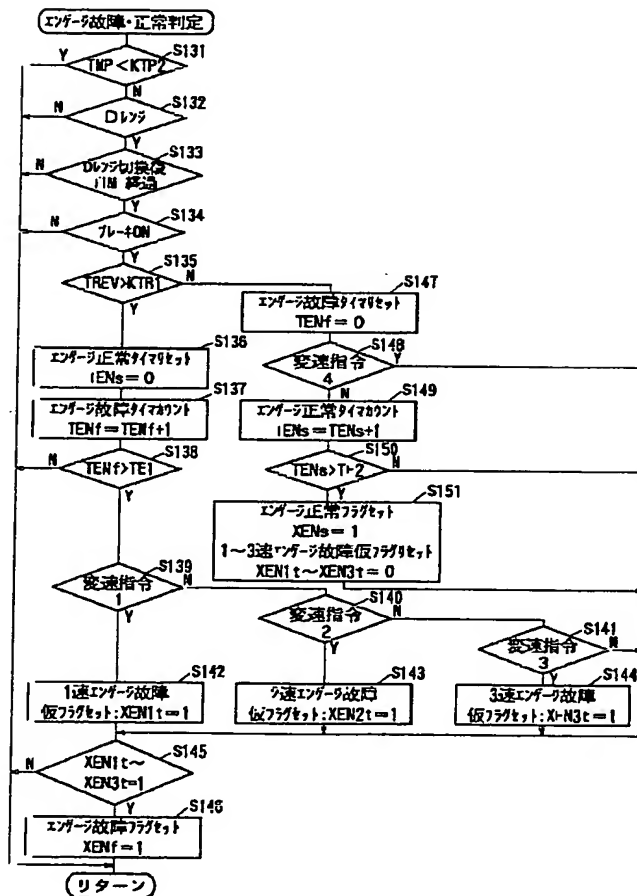 エンゲージ故障・正常判定
S131
Y
TMP<KTP2
N
S132
N
Dレンジ
Y
S133
N
Dレンジ切換後
経過
Y
S134
N
ブレーキON
Y
S135
TREV>KTR1
N
Y
S147
エンゲージ故障タイマリセット
TENf=0
S148
変速指令
4
Y
N
S136
エンゲージ正常タイマリセット
TENs=0
S137
エンゲージ故障タイマカウント
TENf=TENf+1
S149
エンゲージ正常タイマカウント
TENs=TENs+1
S138
N
TENf>TE1
Y
S150
TENs>TE2
N
Y
S151
エンゲージ正常フラグセット
XENs=1
1~3速エンゲージ故障仮フラグリセット
XEN1t~XEN3t=0
S139
変速指令
1
N
Y
S140
変速指令
2
N
Y
S141
変速指令
3
N
Y
S142
1速エンゲージ故障
仮フラグセット:XEN1t=1
S143
2速エンゲージ故障
仮フラグセット:XEN2t=1
S144
3速エンゲージ故障
仮フラグセット:XEN3t=1
S145
N
XEN1t~
XEN3t=1
Y
S146
エンゲージ故障フラグセット
XENf=1
リターン